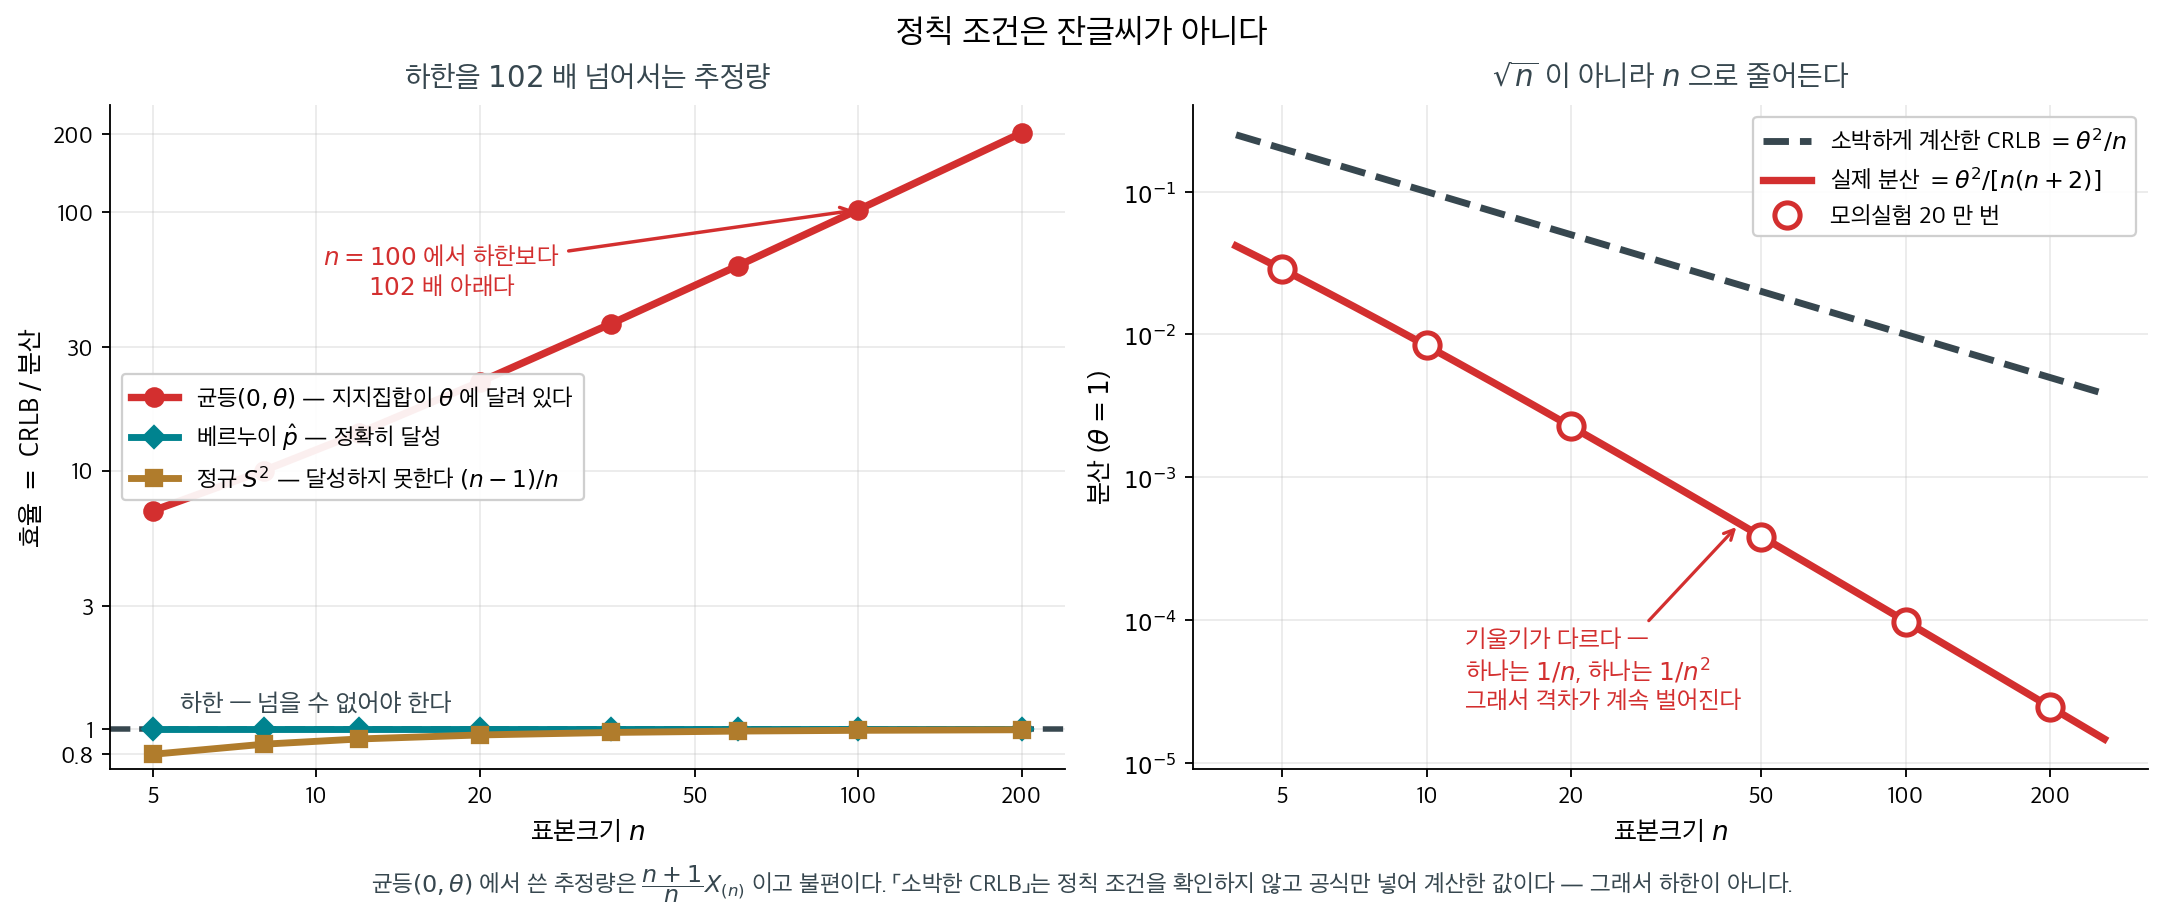 정칙 조건은 잔글씨가 아니다
하한을 102 배 넘어서는 추정량
200
100
30
10
3
1
0.8
효율 = CRLB / 분산
n = 100 에서 하한보다
102 배 아래다
균등(0, θ) — 지지집합이 θ 에 달려 있다
베르누이 p̂ — 정확히 달성
정규 S² — 달성하지 못한다 (n − 1)/n
하한 — 넘을 수 없어야 한다
5 10 20 50 100 200
표본크기 n
√n 이 아니라 n 으로 줄어든다
10⁻¹
10⁻²
10⁻³
10⁻⁴
10⁻⁵
분산 (θ = 1)
소박하게 계산한 CRLB = θ²/n
실제 분산 = θ²/[n(n + 2)]
모의실험 20 만 번
기울기가 다르다 —
하나는 1/n, 하나는 1/n²
그래서 격차가 계속 벌어진다
5 10 20 50 100 200
표본크기 n
균등(0, θ) 에서 쓴 추정량은 (n + 1)/n X₍ₙ₎ 이고 불편이다. 「소박한 CRLB」는 정칙 조건을 확인하지 않고 공식만 넣어 계산한 값이다 — 그래서 하한이 아니다.